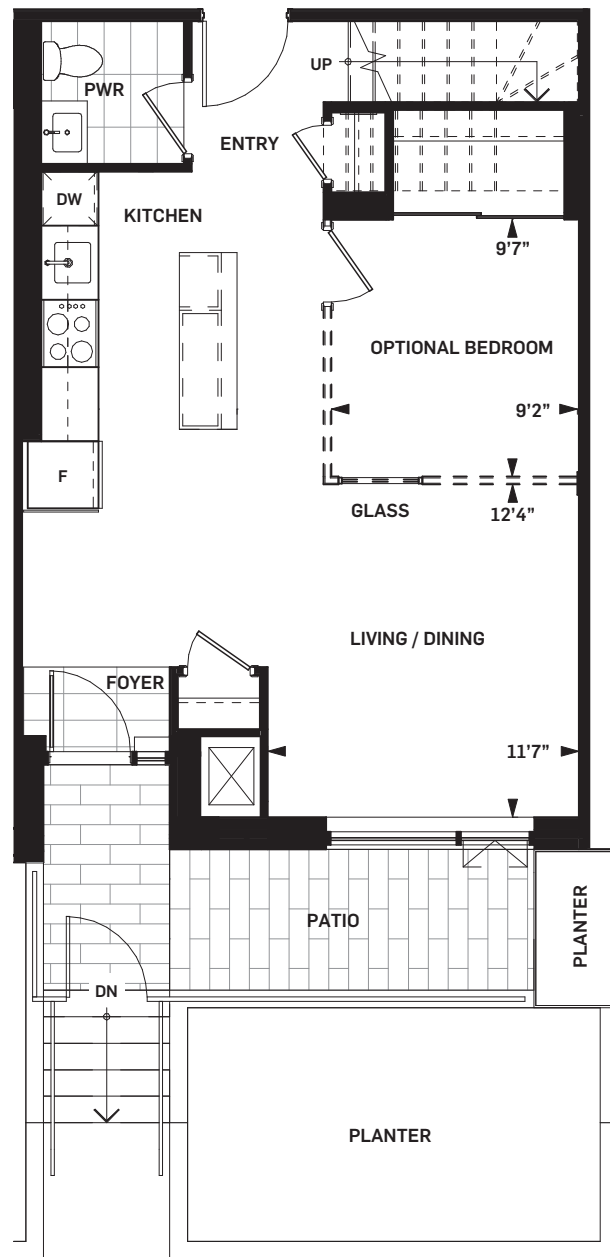 UP
PWR
ENTRY
DW
KITCHEN
9’7”
OPTIONAL BEDROOM
9’2”
F
GLASS
12’4”
LIVING / DINING
FOYER
11’7”
PATIO
PLANTER
DN
PLANTER